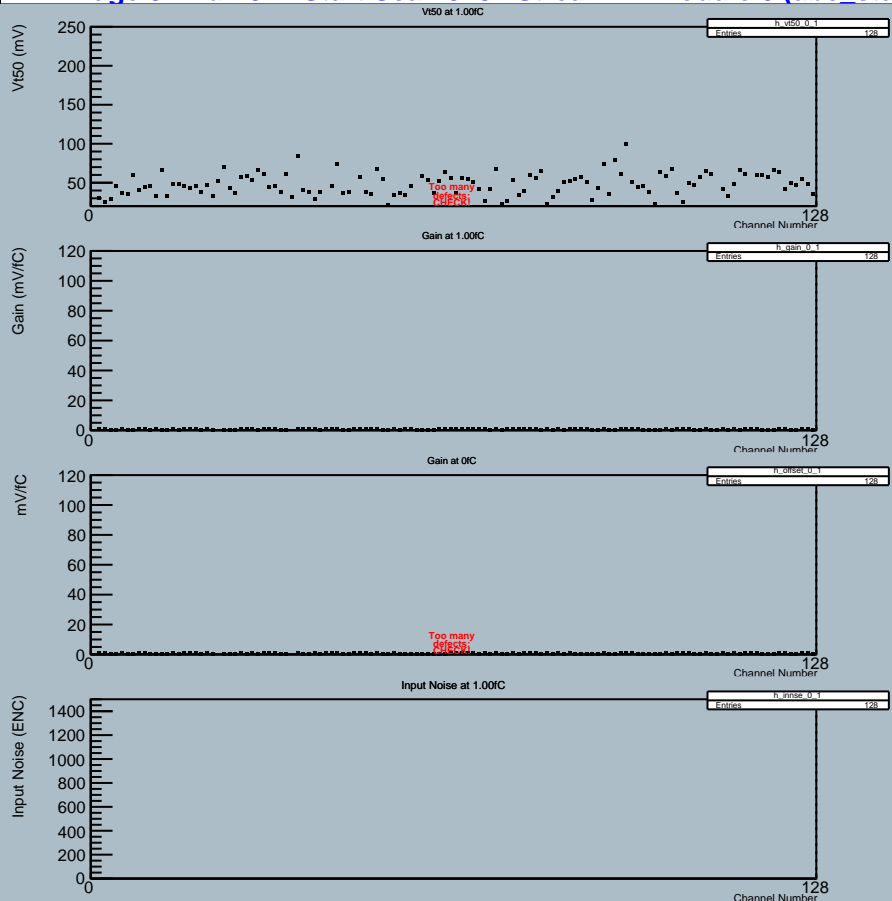 Vt50 at 1.00fC
h_vt50_0_1
Entries 128
Vt50 (mV)
250
200
150
100
50
Too many
defects:
CHECK!
0
128
Channel Number
Gain at 1.00fC
h_gain_0_1
Entries 128
Gain (mV/fC)
120
100
80
60
40
20
0
0
128
Channel Number
Gain at 0fC
h_offset_0_1
Entries 128
mV/fC
120
100
80
60
40
20
0
Too many
defects:
CHECK!
0
128
Channel Number
Input Noise at 1.00fC
h_innse_0_1
Entries 128
Input Noise (ENC)
1400
1200
1000
800
600
400
200
0
0
128
Channel Number